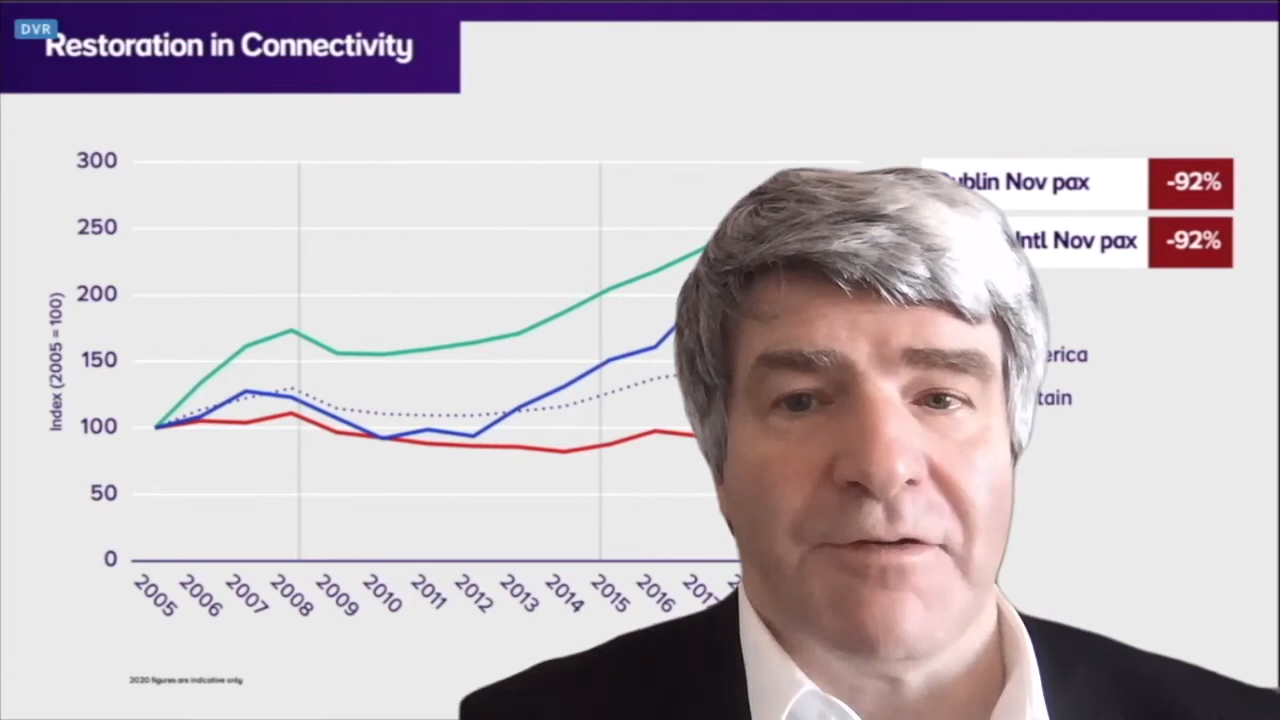 DVR
Restoration in Connectivity
300
250
200
150
100
50
0
Index (2005 = 100)
2005 2006 2007 2008 2009 2010 2011 2012 2013 2014 2015 2016
Nov pax -92%
Intl Nov pax -92%
2020 figures are indicative only